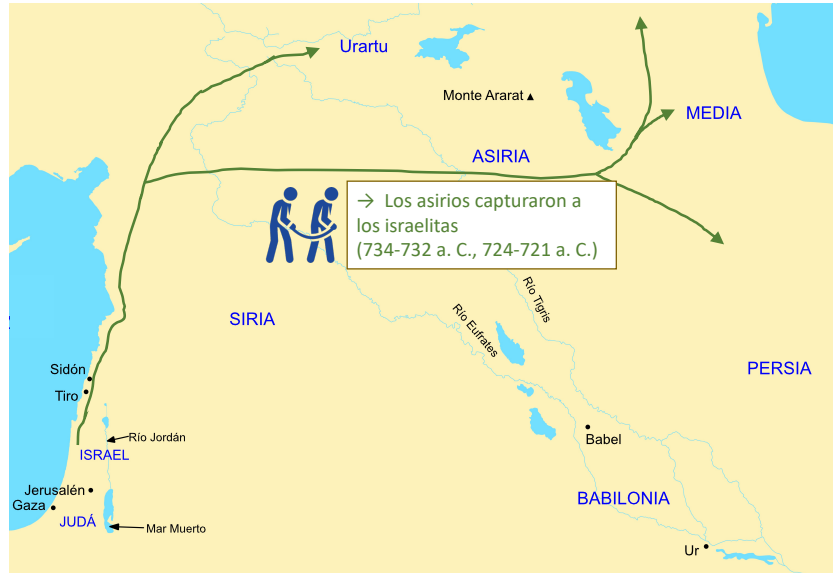 Urartu
Monte Ararat
MEDIA
ASIRIA
→ Los asirios capturaron a
los israelitas
(734-732 a. C., 724-721 a. C.)
Río Tigris
SIRIA
Río Eufrates
Sidón
PERSIA
Tiro
Río Jordán
Babel
ISRAEL
Jerusalén
BABILONIA
Gaza
JUDÁ
Mar Muerto
Ur